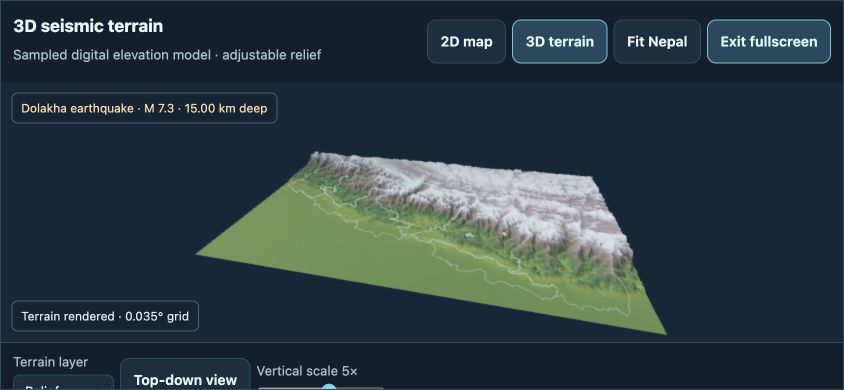 3D seismic terrain
Sampled digital elevation model · adjustable relief
2D map
3D terrain
Fit Nepal
Exit fullscreen
Dolakha earthquake · M 7.3 · 15.00 km deep
Terrain rendered · 0.035° grid
Terrain layer
Relief
Top-down view
Vertical scale 5×